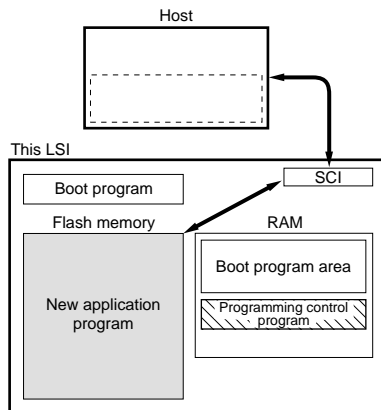 Host
This LSI
Boot program
SCI
Flash memory
RAM
New application
program
Boot program area
Programming control
program